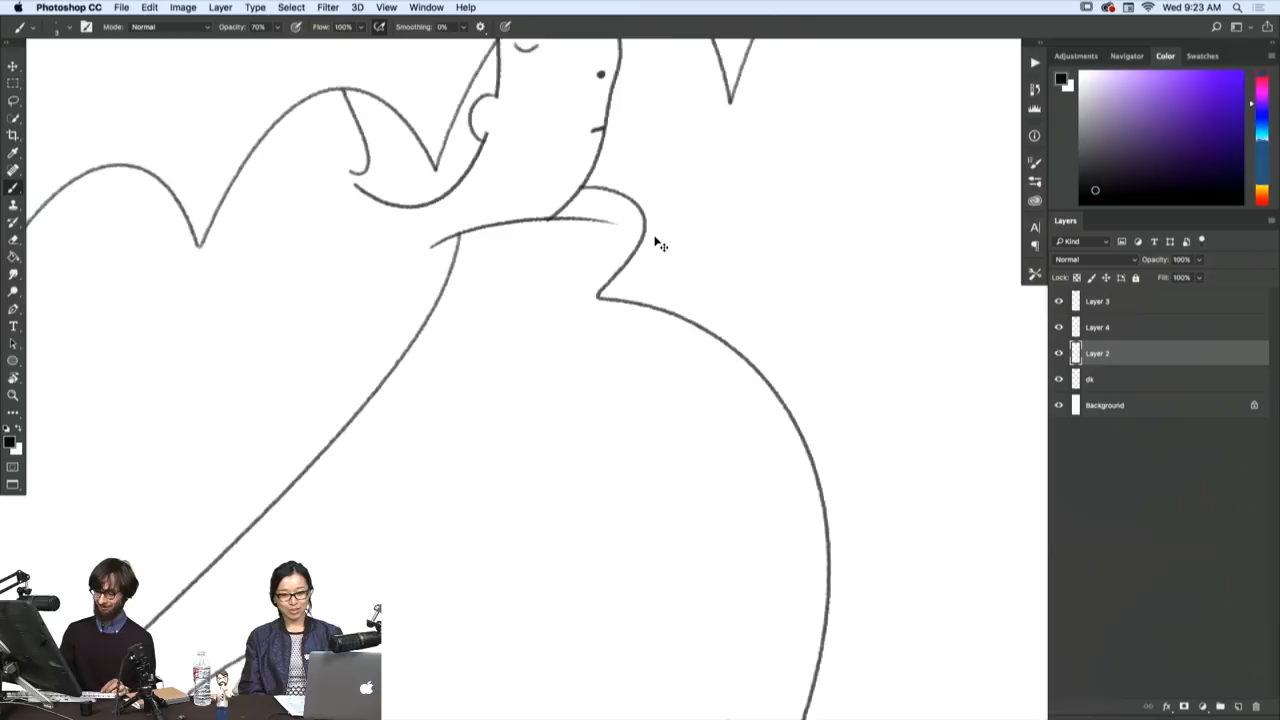 Photoshop CC File Edit Image Layer Type Select Filter 3D View Window Help Wed 9:23 AM
3 Mode: Normal Opacity: 70% Flow: 100% Smoothing: 0%
Adjustments Navigator Color Swatches
Layers
Kind
Normal Opacity: 100%
Lock: Fill: 100%
Layer 3
Layer 4
Layer 2
dk
Background